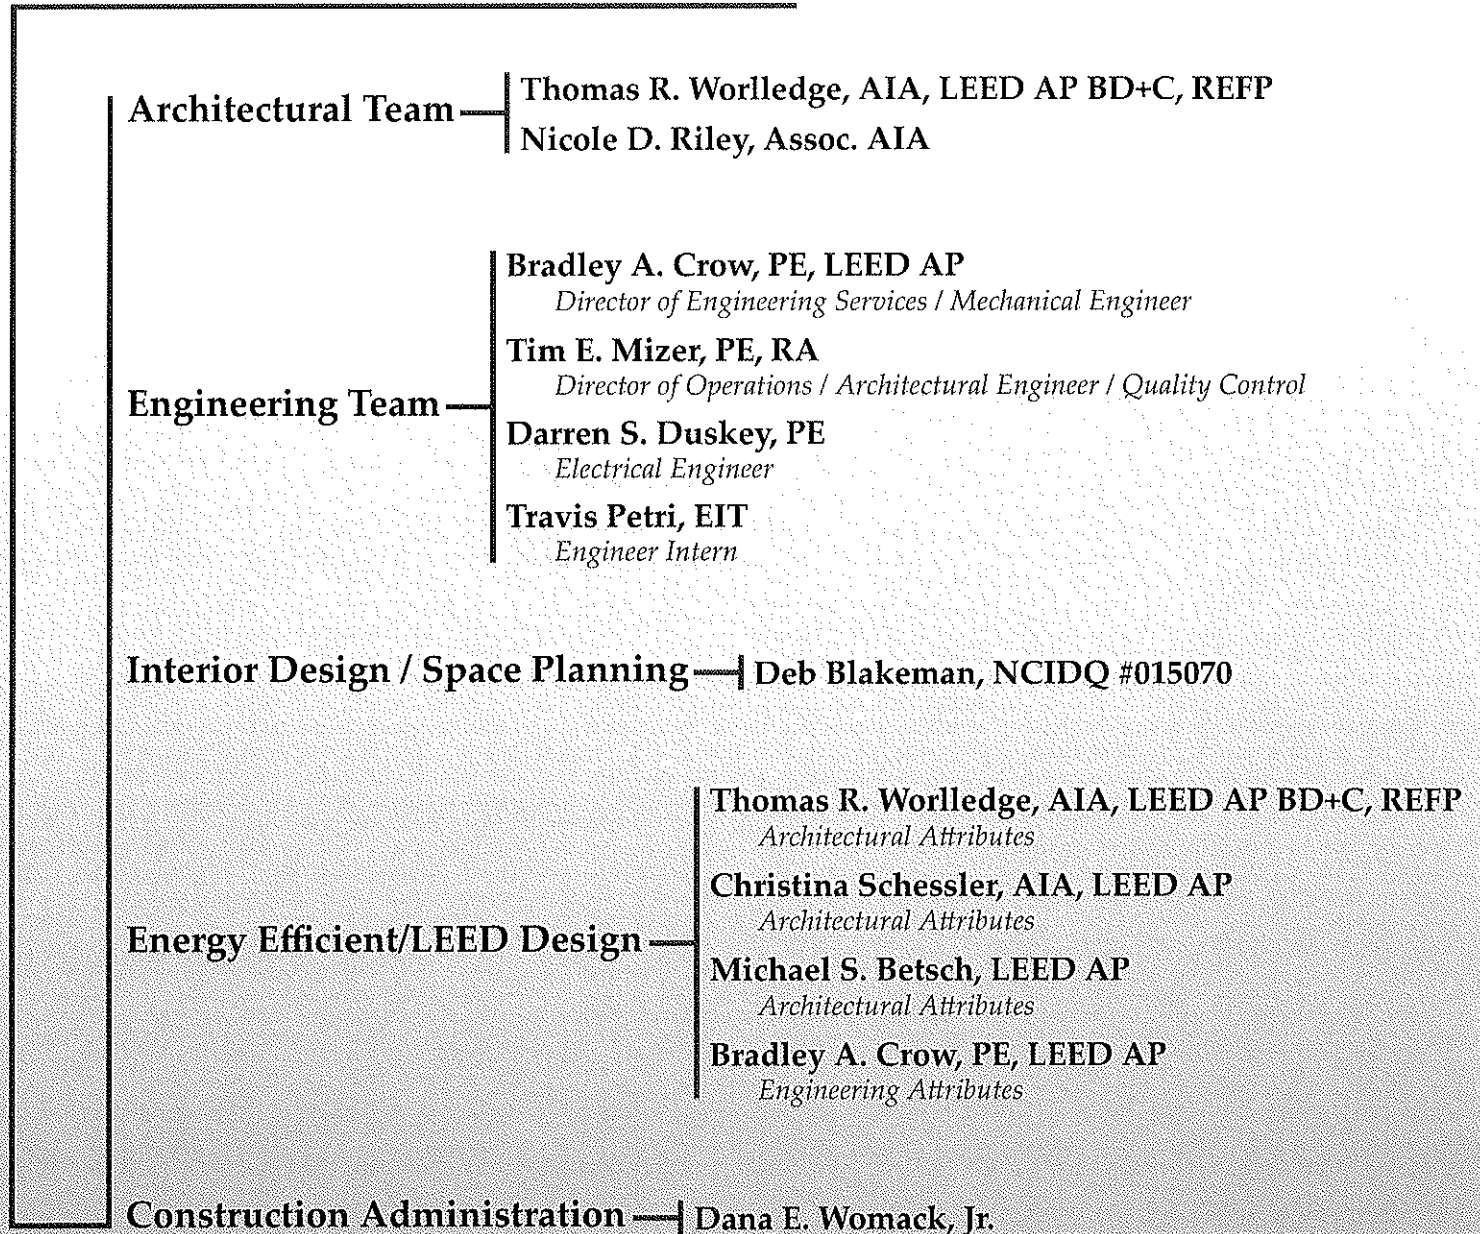 Architectural Team
Thomas R. Worlledge, AIA, LEED AP BD+C, REFP
Nicole D. Riley, Assoc. AIA
Engineering Team
Bradley A. Crow, PE, LEED AP
Director of Engineering Services / Mechanical Engineer
Tim E. Mizer, PE, RA
Director of Operations / Architectural Engineer / Quality Control
Darren S. Duskey, PE
Electrical Engineer
Travis Petri, EIT
Engineer Intern
Interior Design / Space Planning
Deb Blakeman, NCIDQ #015070
Energy Efficient/LEED Design
Thomas R. Worlledge, AIA, LEED AP BD+C, REFP
Architectural Attributes
Christina Schessler, AIA, LEED AP
Architectural Attributes
Michael S. Betsch, LEED AP
Architectural Attributes
Bradley A. Crow, PE, LEED AP
Engineering Attributes
Construction Administration
Dana E. Womack, Jr.